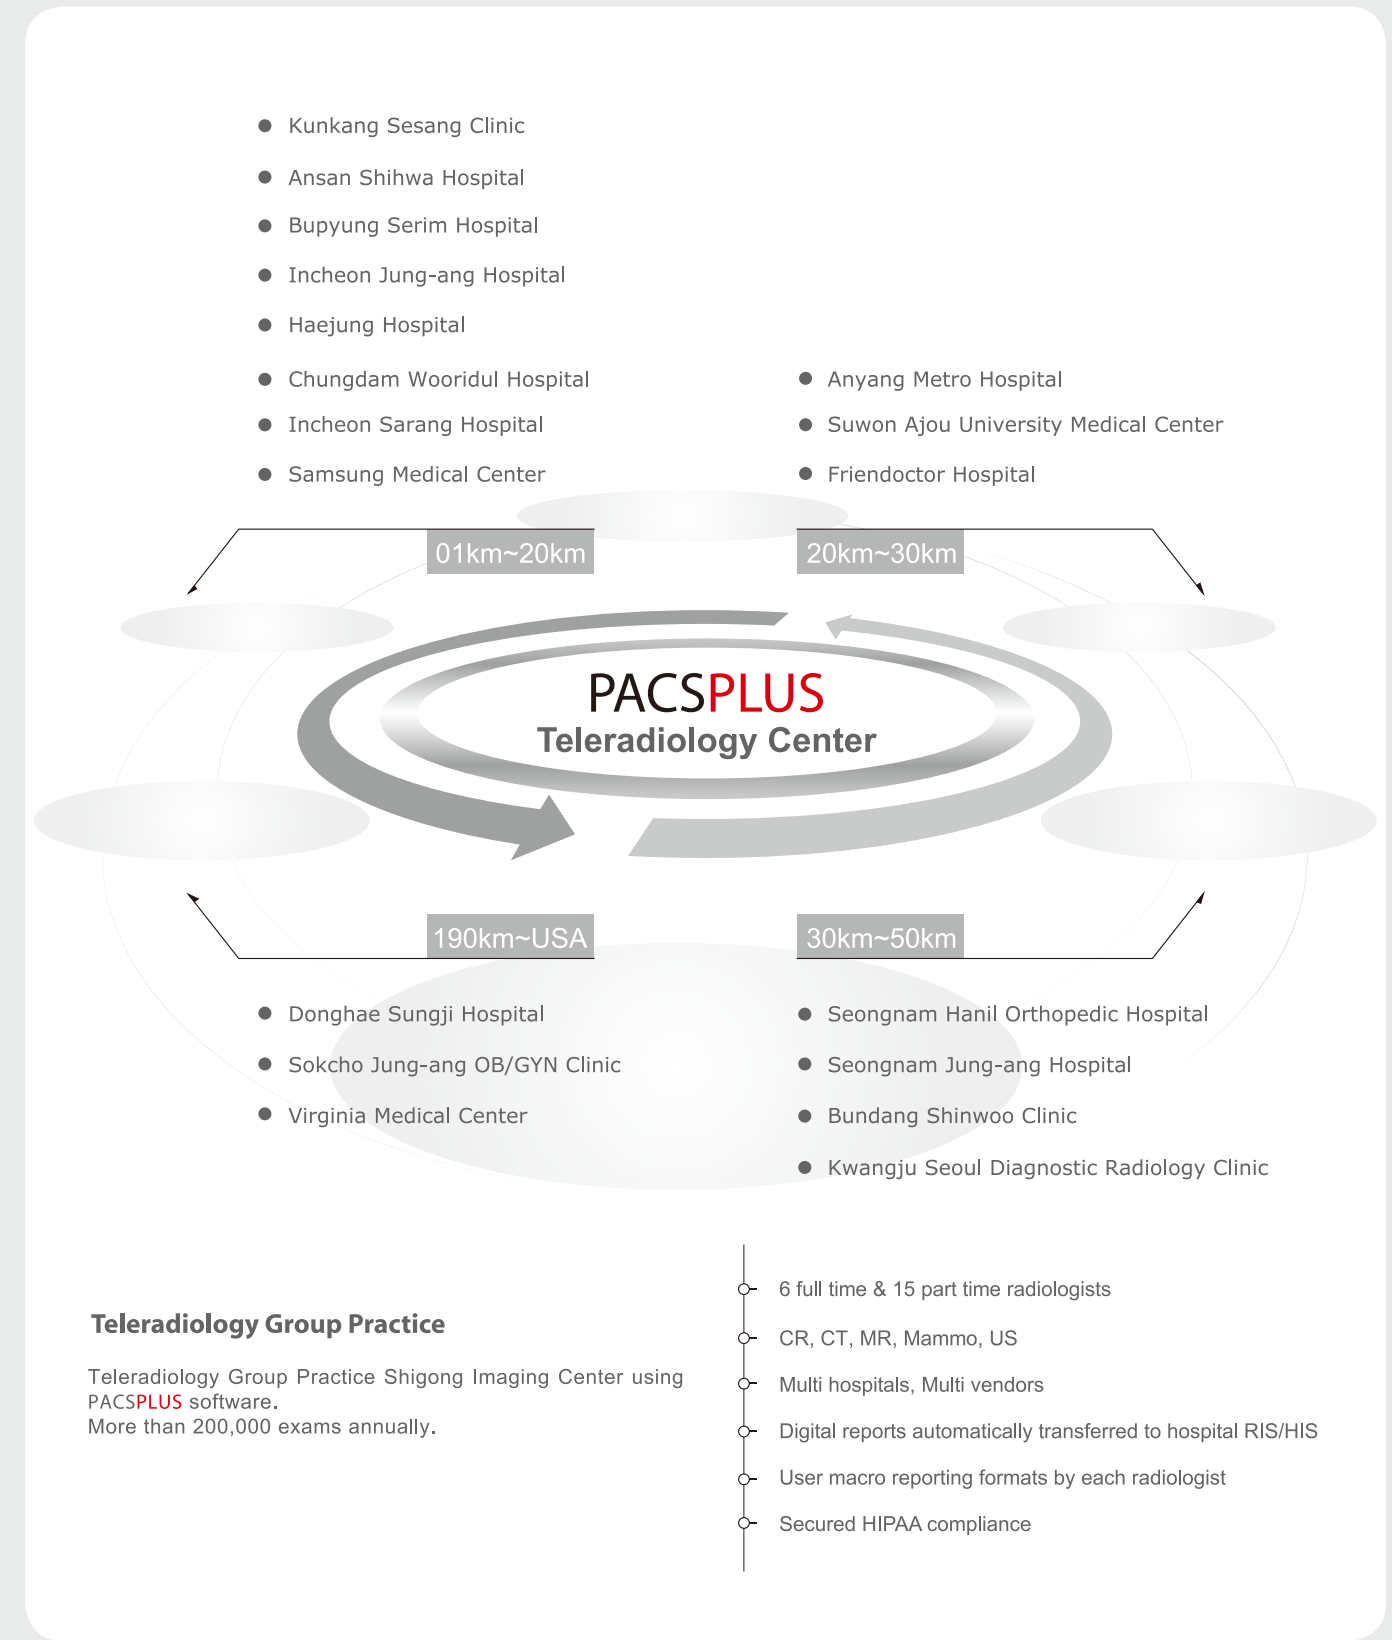 Kunkang Sesang Clinic
Ansan Shihwa Hospital
Bupyung Serim Hospital
Incheon Jung-ang Hospital
Haejung Hospital
Chungdam Wooridul Hospital
Incheon Sarang Hospital
Samsung Medical Center
01km~20km
Anyang Metro Hospital
Suwon Ajou University Medical Center
Friendoctor Hospital
20km~30km
PACSPLUS
Teleradiology Center
190km~USA
Donghae Sungji Hospital
Sokcho Jung-ang OB/GYN Clinic
Virginia Medical Center
30km~50km
Seongnam Hanil Orthopedic Hospital
Seongnam Jung-ang Hospital
Bundang Shinwoo Clinic
Kwangju Seoul Diagnostic Radiology Clinic
Teleradiology Group Practice
Teleradiology Group Practice Shigong Imaging Center using
PACSPLUS software.
More than 200,000 exams annually.
6 full time & 15 part time radiologists
CR, CT, MR, Mammo, US
Multi hospitals, Multi vendors
Digital reports automatically transferred to hospital RIS/HIS
User macro reporting formats by each radiologist
Secured HIPAA compliance